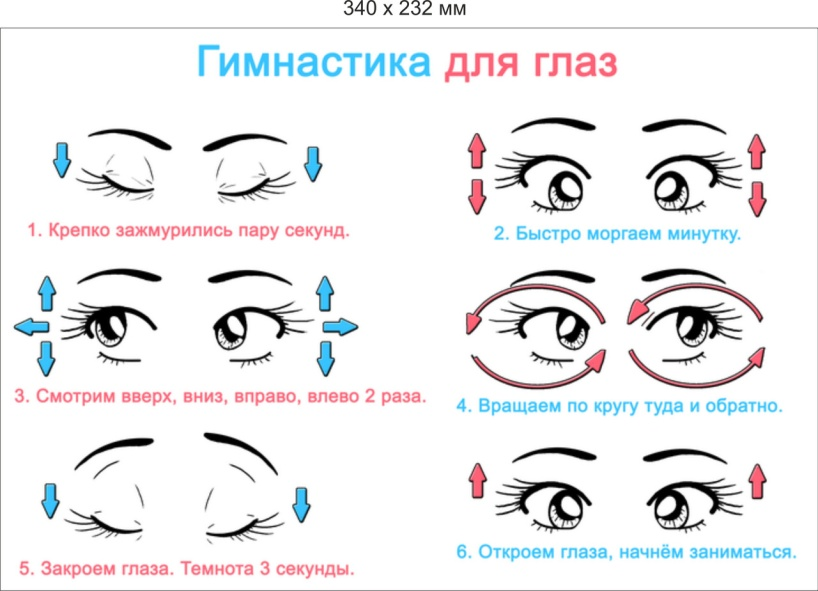 340 x 232 мм
Гимнастика для глаз
1. Крепко зажмурились пару секунд.
2. Быстро моргаем минутку.
3. Смотрим вверх, вниз, вправо, влево 2 раза.
4. Вращаем по кругу туда и обратно.
5. Закроем глаза. Темнота 3 секунды.
6. Откроем глаза, начнём заниматься.